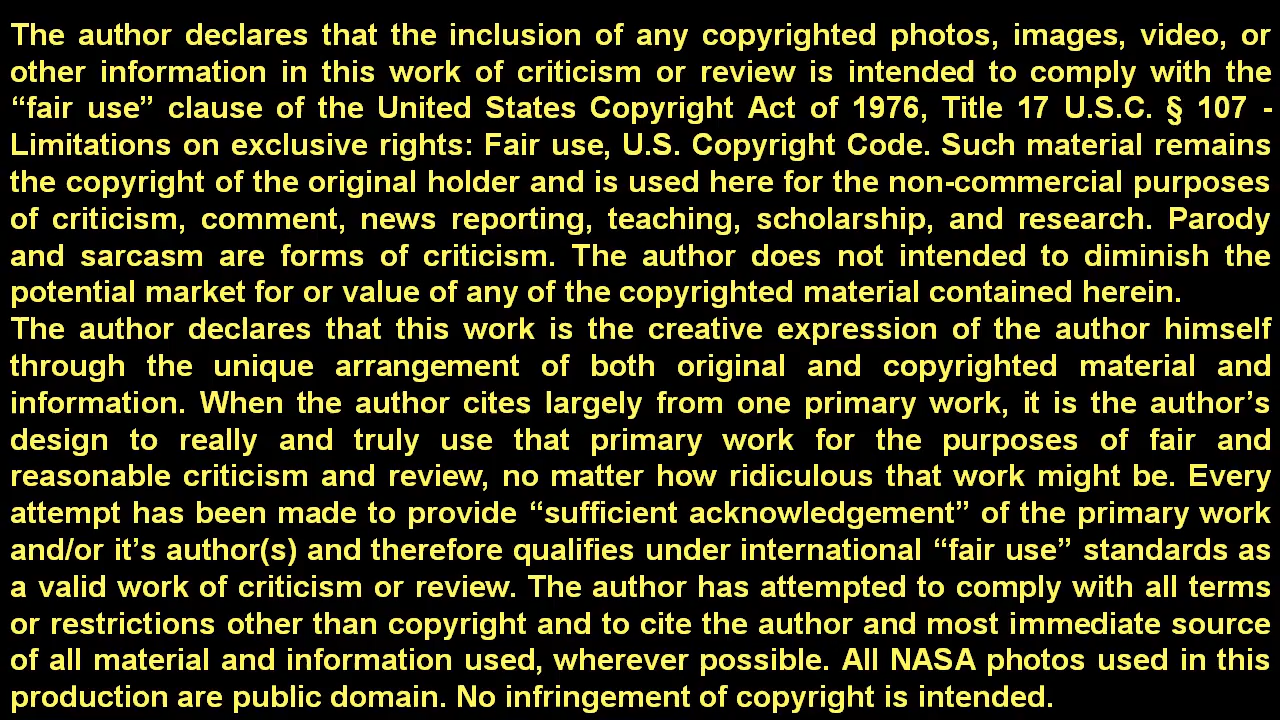 The author declares that the inclusion of any copyrighted photos, images, video, or
other information in this work of criticism or review is intended to comply with the
“fair use” clause of the United States Copyright Act of 1976, Title 17 U.S.C. § 107 -
Limitations on exclusive rights: Fair use, U.S. Copyright Code. Such material remains
the copyright of the original holder and is used here for the non-commercial purposes
of criticism, comment, news reporting, teaching, scholarship, and research. Parody
and sarcasm are forms of criticism. The author does not intended to diminish the
potential market for or value of any of the copyrighted material contained herein.
The author declares that this work is the creative expression of the author himself
through the unique arrangement of both original and copyrighted material and
information. When the author cites largely from one primary work, it is the author’s
design to really and truly use that primary work for the purposes of fair and
reasonable criticism and review, no matter how ridiculous that work might be. Every
attempt has been made to provide “sufficient acknowledgement” of the primary work
and/or it’s author(s) and therefore qualifies under international “fair use” standards as
a valid work of criticism or review. The author has attempted to comply with all terms
or restrictions other than copyright and to cite the author and most immediate source
of all material and information used, wherever possible. All NASA photos used in this
production are public domain. No infringement of copyright is intended.